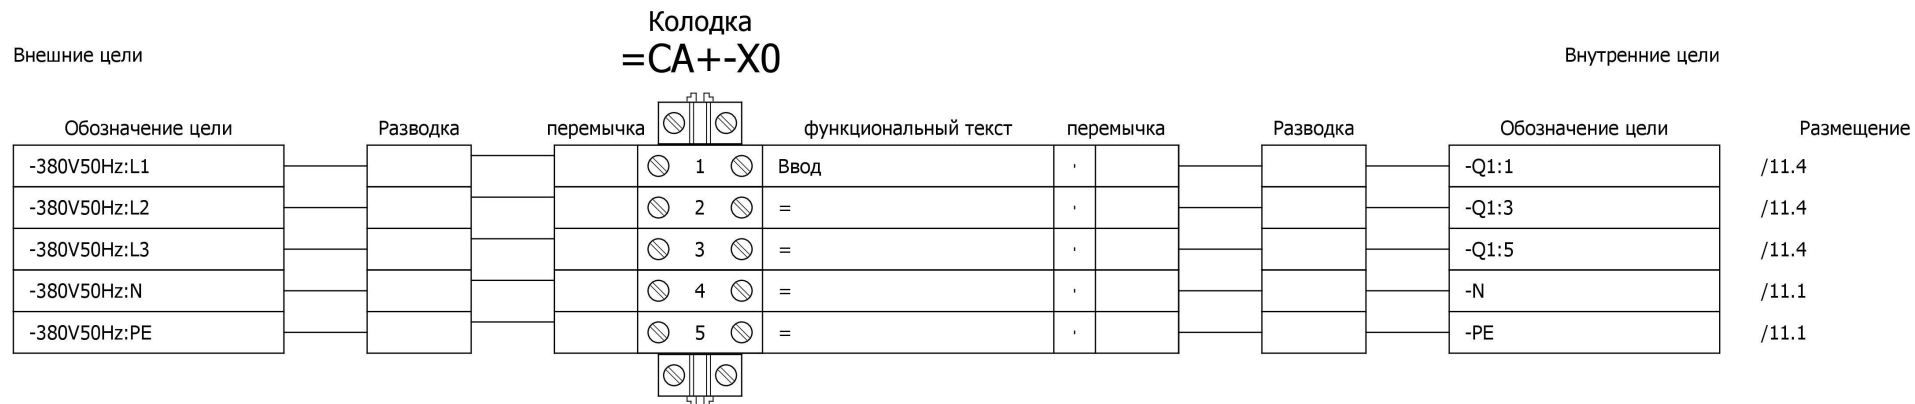 Колодка
=CA+-X0
Внешние цели
Внутренние цели
Обозначение цели Разводка перемычка функциональный текст перемычка Разводка Обозначение цели Размещение
-380V50Hz:L1 1 Ввод -Q1:1 /11.4
-380V50Hz:L2 2 = -Q1:3 /11.4
-380V50Hz:L3 3 = -Q1:5 /11.4
-380V50Hz:N 4 = -N /11.1
-380V50Hz:PE 5 = -PE /11.1